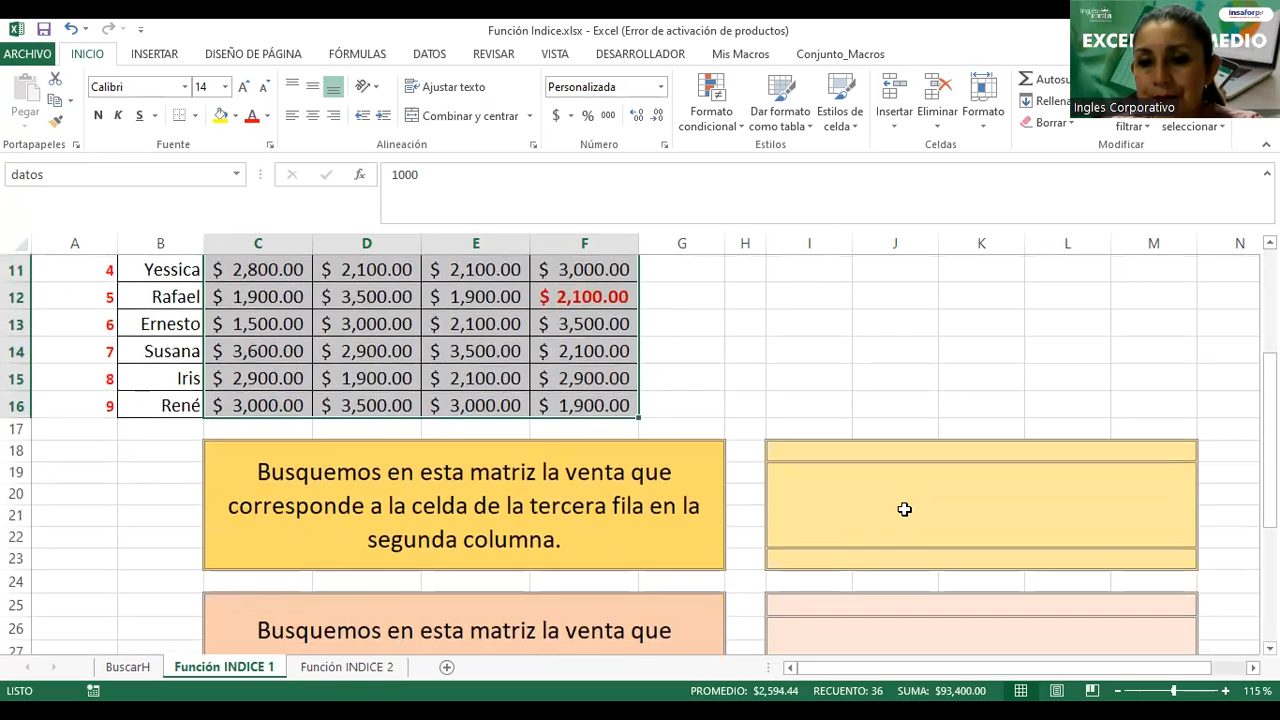 Función Indice.xlsx - Excel (Error de activación de productos)
insaforp
EXCEL
MEDIO
Ingles Corporativo
ARCHIVO INICIO INSERTAR DISEÑO DE PÁGINA FÓRMULAS DATOS REVISAR VISTA DESARROLLADOR Mis Macros Conjunto_Macros
Calibri 14 Ajustar texto Personalizada
Pegar N K S Combinar y centrar $ % 000
Formato condicional Dar formato como tabla Estilos de celda Insertar Eliminar Formato
Autosu
Rellena
Borrar filtrar seleccionar
Portapapeles Fuente Alineación Número Estilos Celdas Modificar
datos fx 1000
A B C D E F G H I J K L M N
11 4 Yessica $ 2,800.00 $ 2,100.00 $ 2,100.00 $ 3,000.00
12 5 Rafael $ 1,900.00 $ 3,500.00 $ 1,900.00 $ 2,100.00
13 6 Ernesto $ 1,500.00 $ 3,000.00 $ 2,100.00 $ 3,500.00
14 7 Susana $ 3,600.00 $ 2,900.00 $ 3,500.00 $ 2,100.00
15 8 Iris $ 2,900.00 $ 1,900.00 $ 2,100.00 $ 2,900.00
16 9 René $ 3,000.00 $ 3,500.00 $ 3,000.00 $ 1,900.00
17
18
19 Busquemos en esta matriz la venta que
20
21 corresponde a la celda de la tercera fila en la
22 segunda columna.
23
24
25
26 Busquemos en esta matriz la venta que
27
BuscarH Función INDICE 1 Función INDICE 2
LISTO PROMEDIO: $2,594.44 RECUENTO: 36 SUMA: $93,400.00 115 %